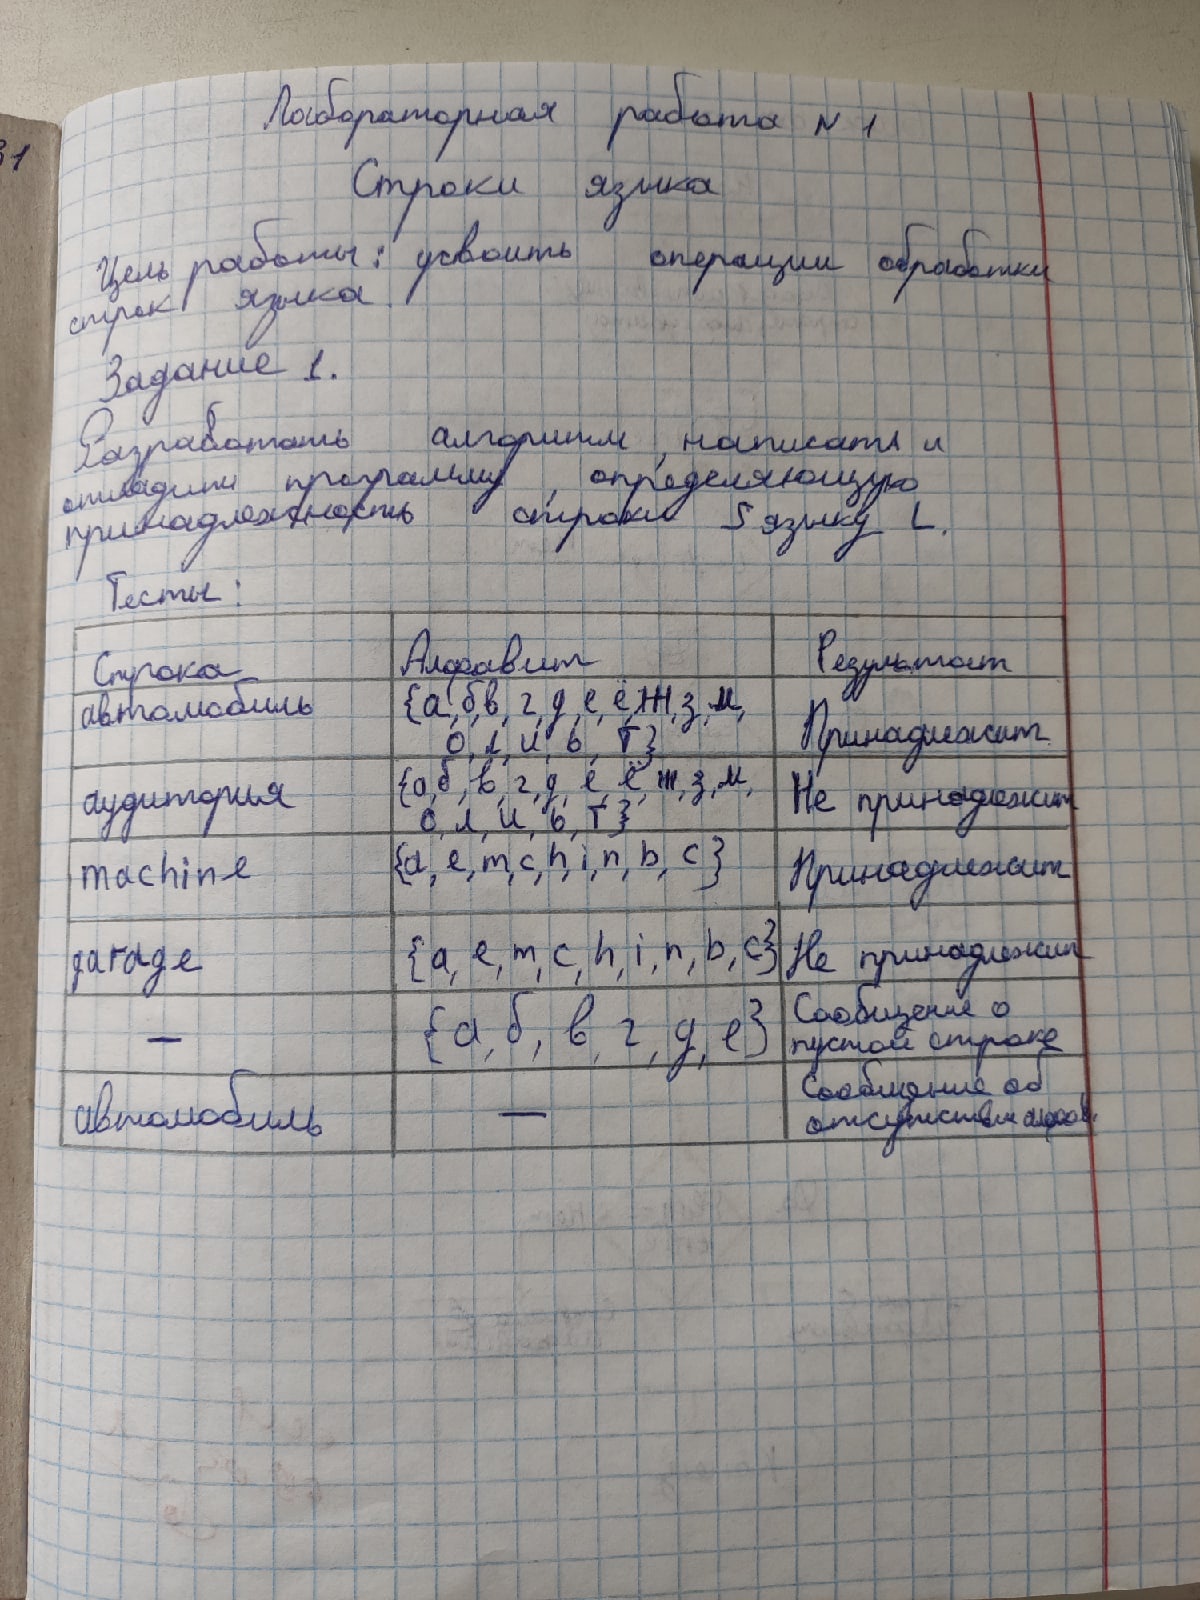 31
Лабораторная работа N 1
Строки языка
Цель работы: усвоить операции обработки
строк языка.
Задание 1.
Разработать алгоритм, написать и
отладить программу, определяющую
принадлежность строки S языку L.
Тесты:
Строка Алфавит Результат
автомобиль {а,б,в,г,д,е,ё,ж,з,м, Принадлежит
о,л,и,ь,т}
аудитория {а,б,в,г,д,е,ё,ж,з,м, Не принадлежит
о,л,и,ь,т}
machine {a,e,m,c,h,i,n,b,c} Принадлежит
garage {a,e,m,c,h,i,n,b,c} Не принадлежит
— {а,б,в,г,д,е} Сообщение о
пустой строке
автомобиль — Сообщение об
отсутствии алфав.